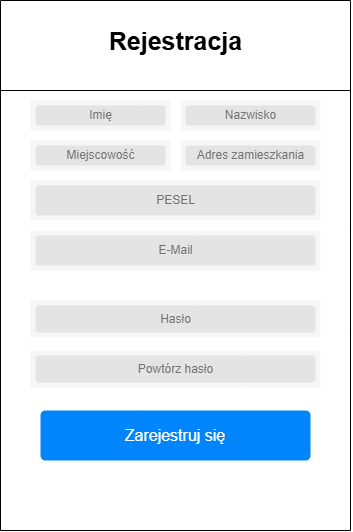 Rejestracja
Imię
Nazwisko
Miejscowość
Adres zamieszkania
PESEL
E-Mail
Hasło
Powtórz hasło
Zarejestruj się